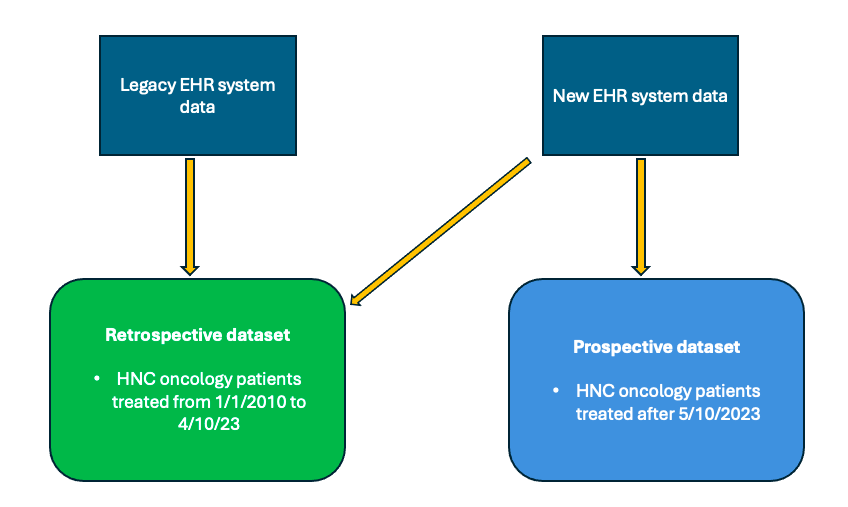 Legacy EHR system
data
New EHR system data
Retrospective dataset
• HNC oncology patients
treated from 1/1/2010 to
4/10/23
Prospective dataset
• HNC oncology patients
treated after 5/10/2023